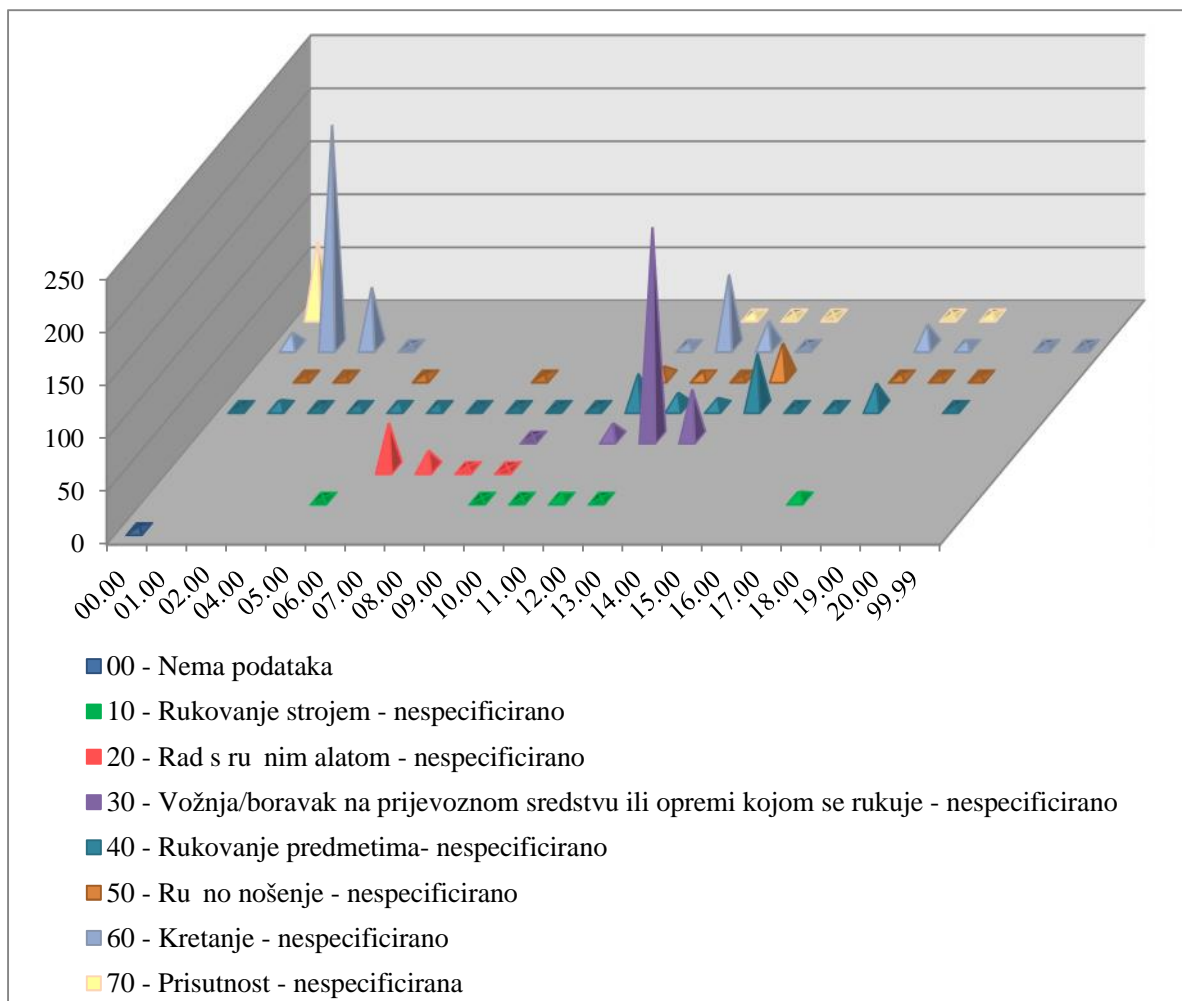 250
200
150
100
50
0
00.00 01.00 02.00 04.00 05.00 06.00 07.00 08.00 09.00 10.00 11.00 12.00 13.00 14.00 15.00 16.00 17.00 18.00 19.00 20.000 99.99
00 - Nema podataka
10 - Rukovanje strojem - nespecificirano
20 - Rad s ru nim alatom - nespecificirano
30 - Vožnja/boravak na prijevoznom sredstvu ili opremi kojom se rukuje - nespecificirano
40 - Rukovanje predmetima- nespecificirano
50 - Ru no nošenje - nespecificirano
60 - Kretanje - nespecificirano
70 - Prisutnost - nespecificirana